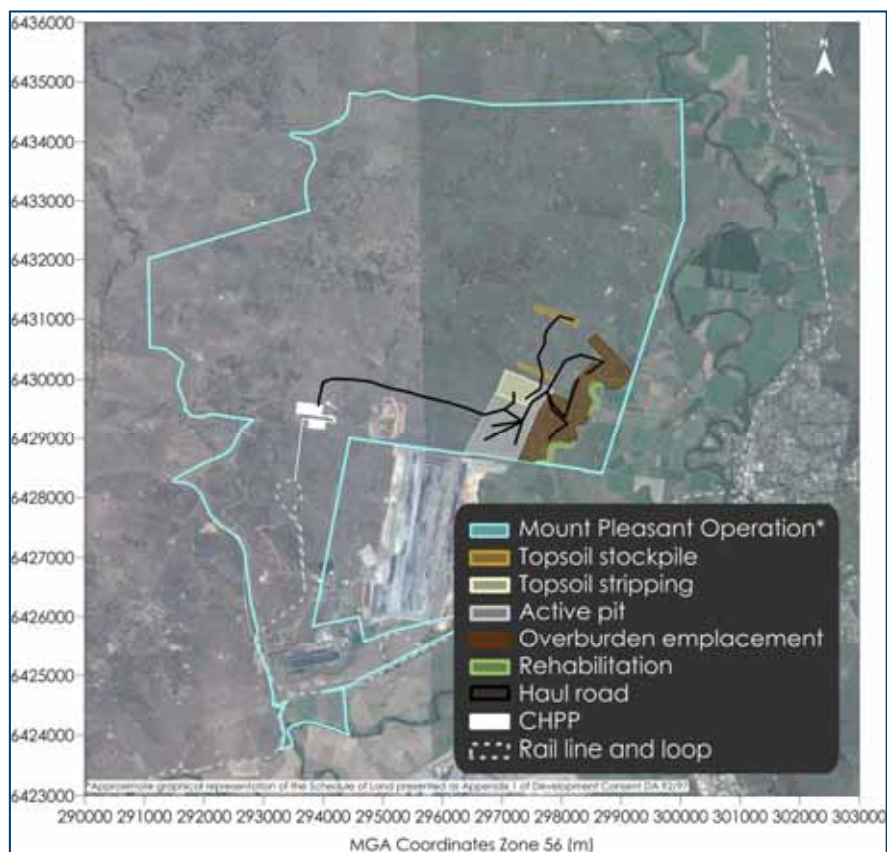 6436000
6435000
6434000
6433000
6432000
6431000
6430000
6429000
6428000
6427000
6426000
6425000
6424000
6423000
N
Mount Pleasant Operation*
Topsoil stockpile
Topsoil stripping
Active pit
Overburden emplacement
Rehabilitation
Haul road
CHPP
Rail line and loop
*Approximate graphical representation of the Schedule of Land presented as Appendix 1 of Development Consent DA 92/97
290000 291000 292000 293000 294000 295000 296000 297000 298000 299000 300000 301000 302000 303000
MGA Coordinates Zone 56 (m)